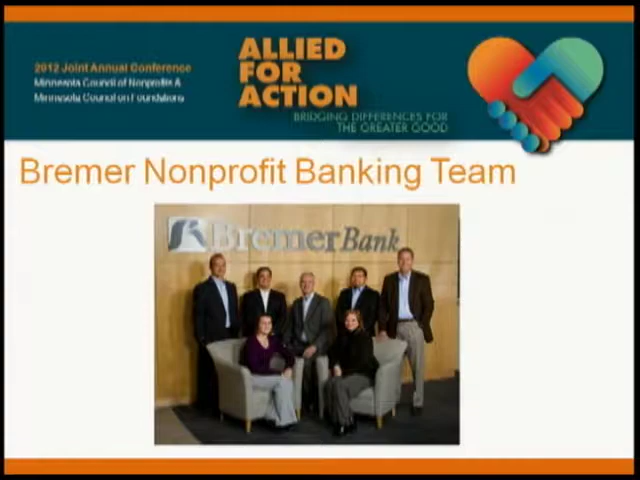 2012 Joint Annual Conference
Minnesota Council of Nonprofits &
Minnesota Council on Foundations
ALLIED
FOR
ACTION
BRIDGING DIFFERENCES FOR
THE GREATER GOOD
Bremer Nonprofit Banking Team
Bremer Bank